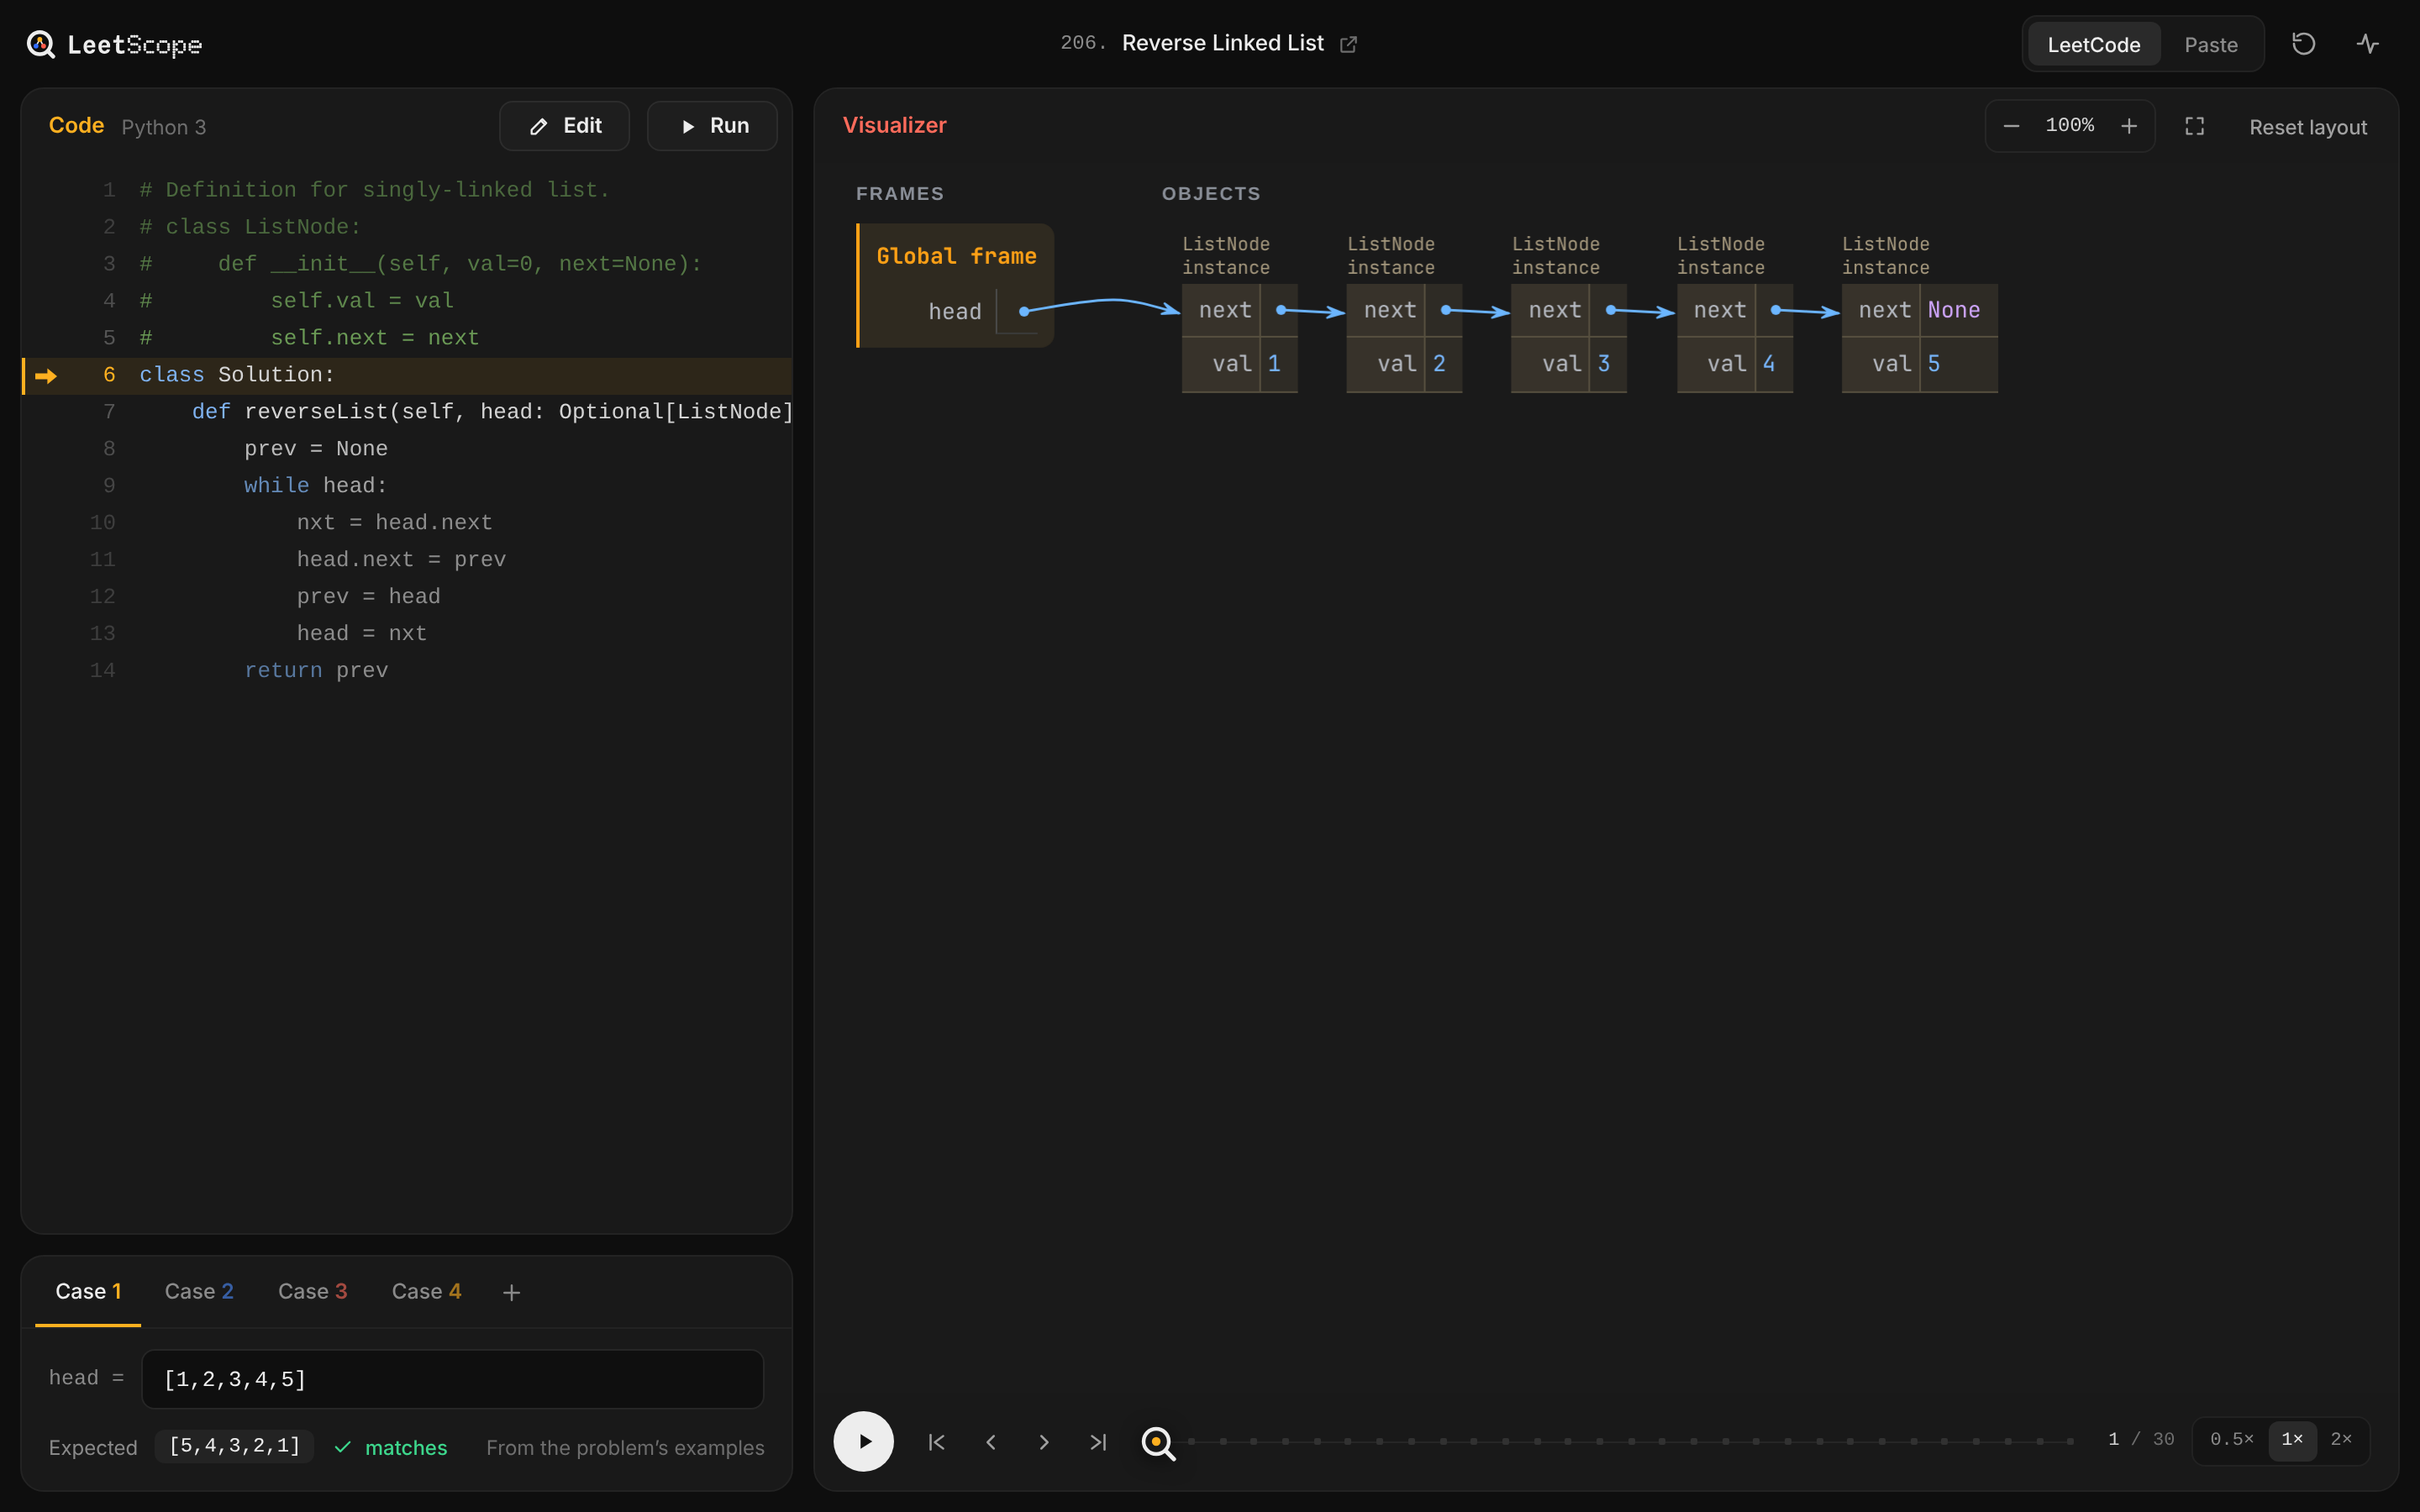 LeetScope
206. Reverse Linked List
LeetCode Paste
Code Python 3
Edit
Run
1 # Definition for singly-linked list.
2 # class ListNode:
3 #     def __init__(self, val=0, next=None):
4 #         self.val = val
5 #         self.next = next
6 class Solution:
7     def reverseList(self, head: Optional[ListNode]
8         prev = None
9         while head:
10             nxt = head.next
11             head.next = prev
12             prev = head
13             head = nxt
14         return prev
Case 1 Case 2 Case 3 Case 4
head = [1,2,3,4,5]
Expected [5,4,3,2,1] matches From the problem’s examples
Visualizer
100%
Reset layout
FRAMES OBJECTS
Global frame
head
ListNode ListNode ListNode ListNode ListNode
instance instance instance instance instance
next next next next next None
val 1 val 2 val 3 val 4 val 5
1 / 30 0.5× 1× 2×